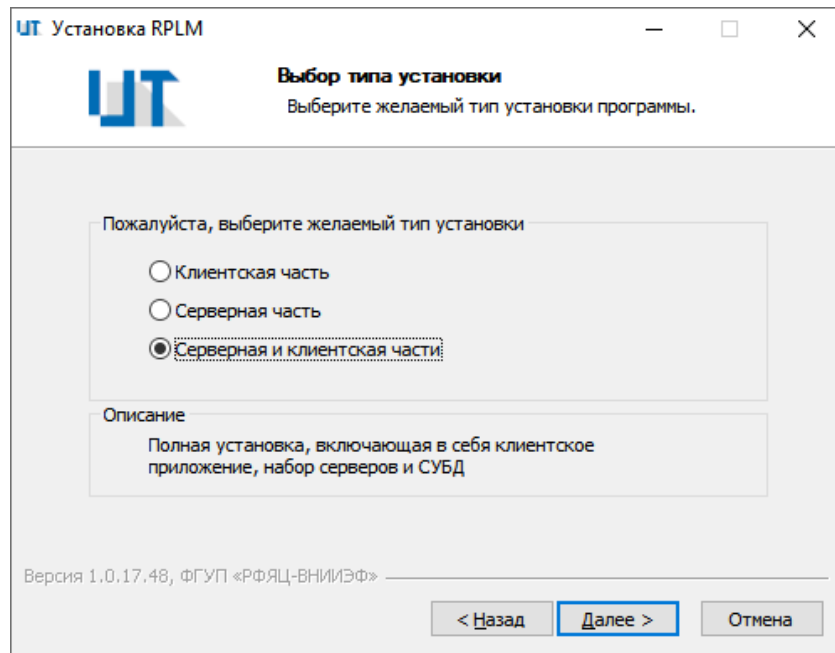 ЦТ Установка RPLM
ЦТ
Выбор типа установки
Выберите желаемый тип установки программы.
Пожалуйста, выберите желаемый тип установки
Клиентская часть
Серверная часть
Серверная и клиентская части
Описание
Полная установка, включающая в себя клиентское
приложение, набор серверов и СУБД
Версия 1.0.17.48, ФГУП «РФЯЦ-ВНИИЭФ»
< Назад Далее > Отмена